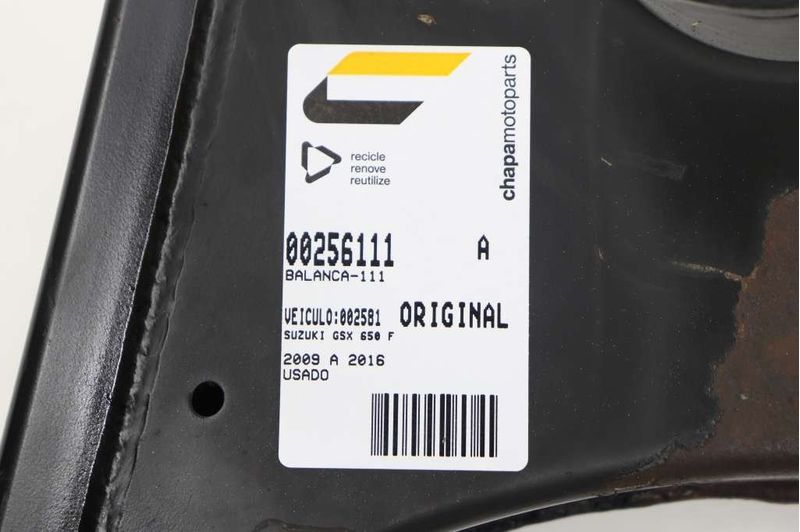 chapamotoparts
recicle
renove
reutilize
00256111 A
BALANCA-111
VEICULO:002581 ORIGINAL
SUZUKI GSX 650 F
2009 A 2016
USADO